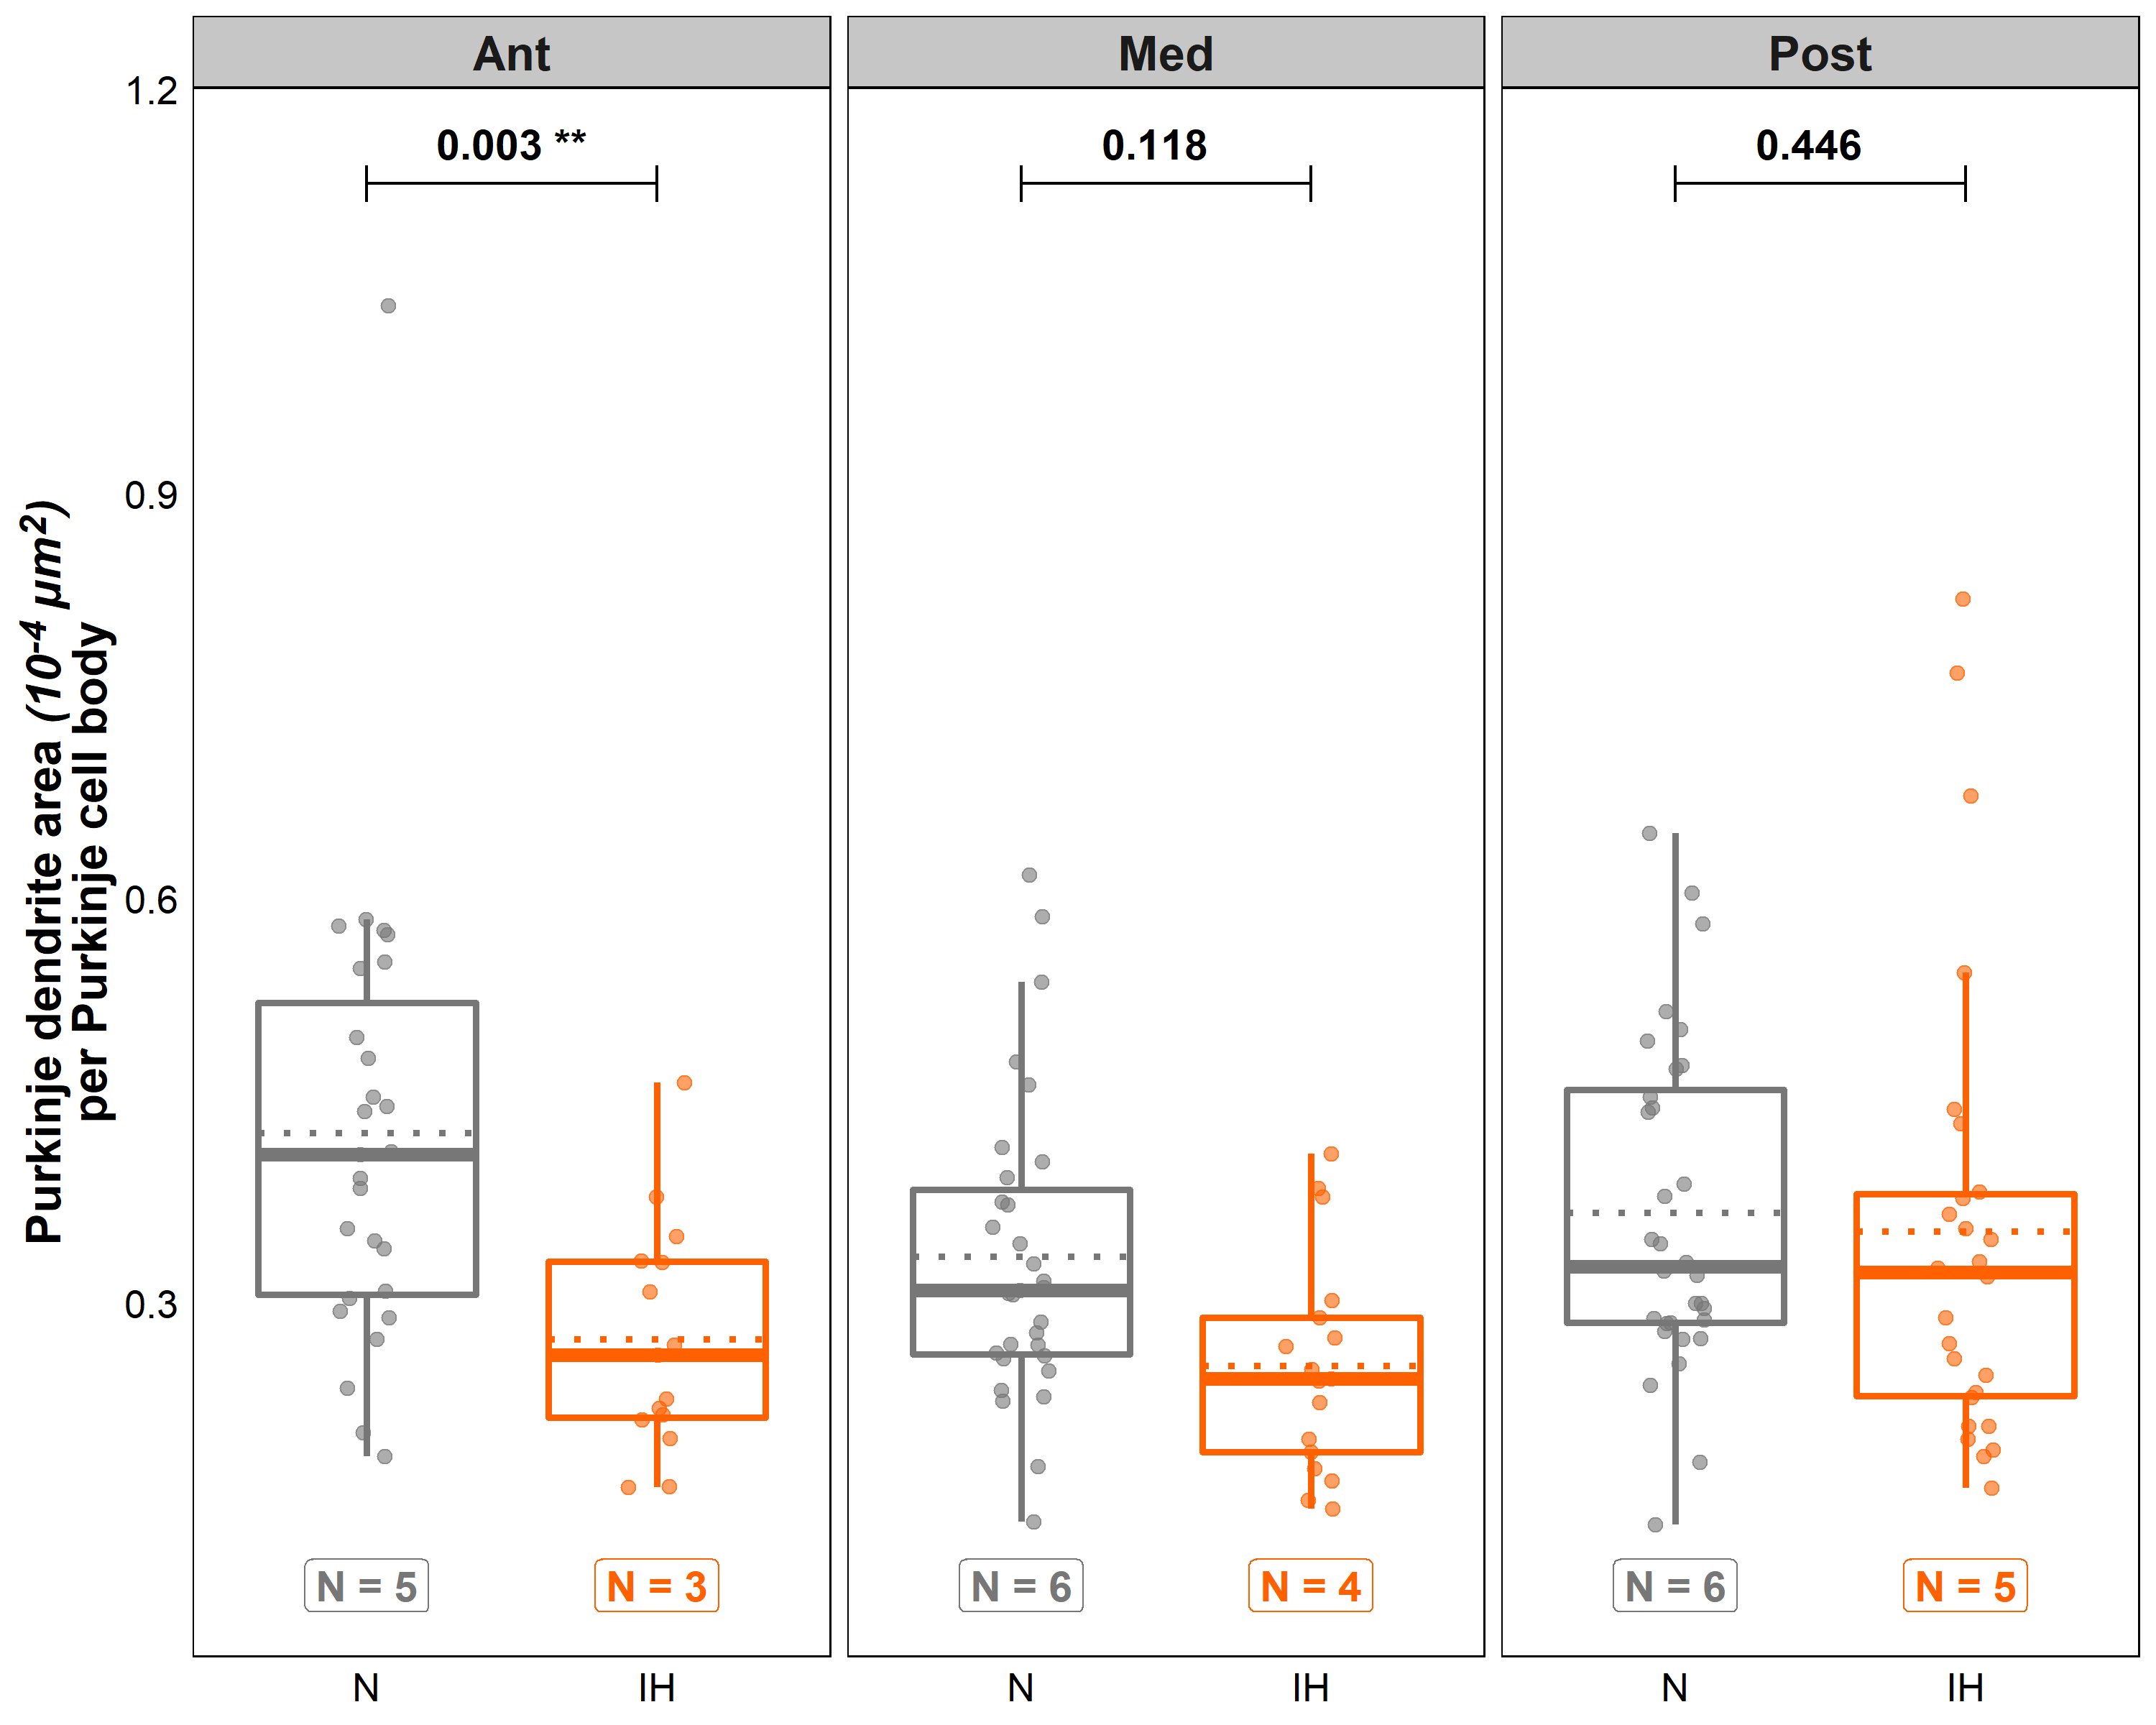 Ant
Med
Post
1.2
0.9
0.6
0.3
Purkinje dendrite area (10⁻⁴ µm²)
per Purkinje cell body
0.003 **
0.118
0.446
N = 5
N = 3
N = 6
N = 4
N = 6
N = 5
N
IH
N
IH
N
IH